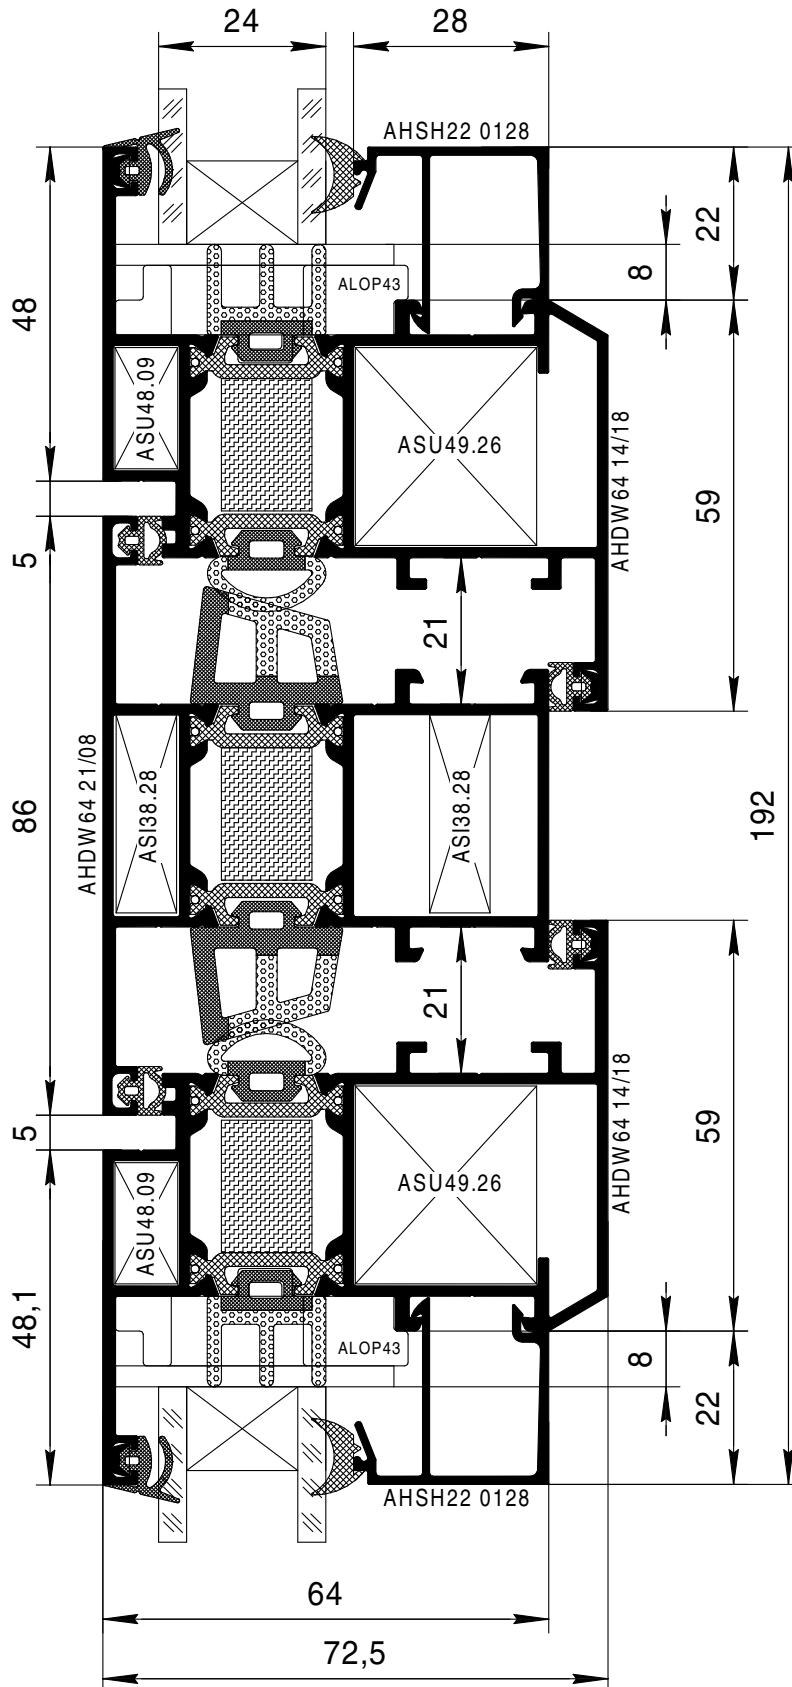 24
28
AHSH22 0128
22
8
48
ALOP43
ASU48.09
ASU49.26
AHDW64 14/18
59
5
21
AHDW64 21/08
86
ASI38.28
ASI38.28
192
21
AHDW64 14/18
5
59
ASU48.09
ASU49.26
48,1
ALOP43
8
22
AHSH22 0128
64
72,5